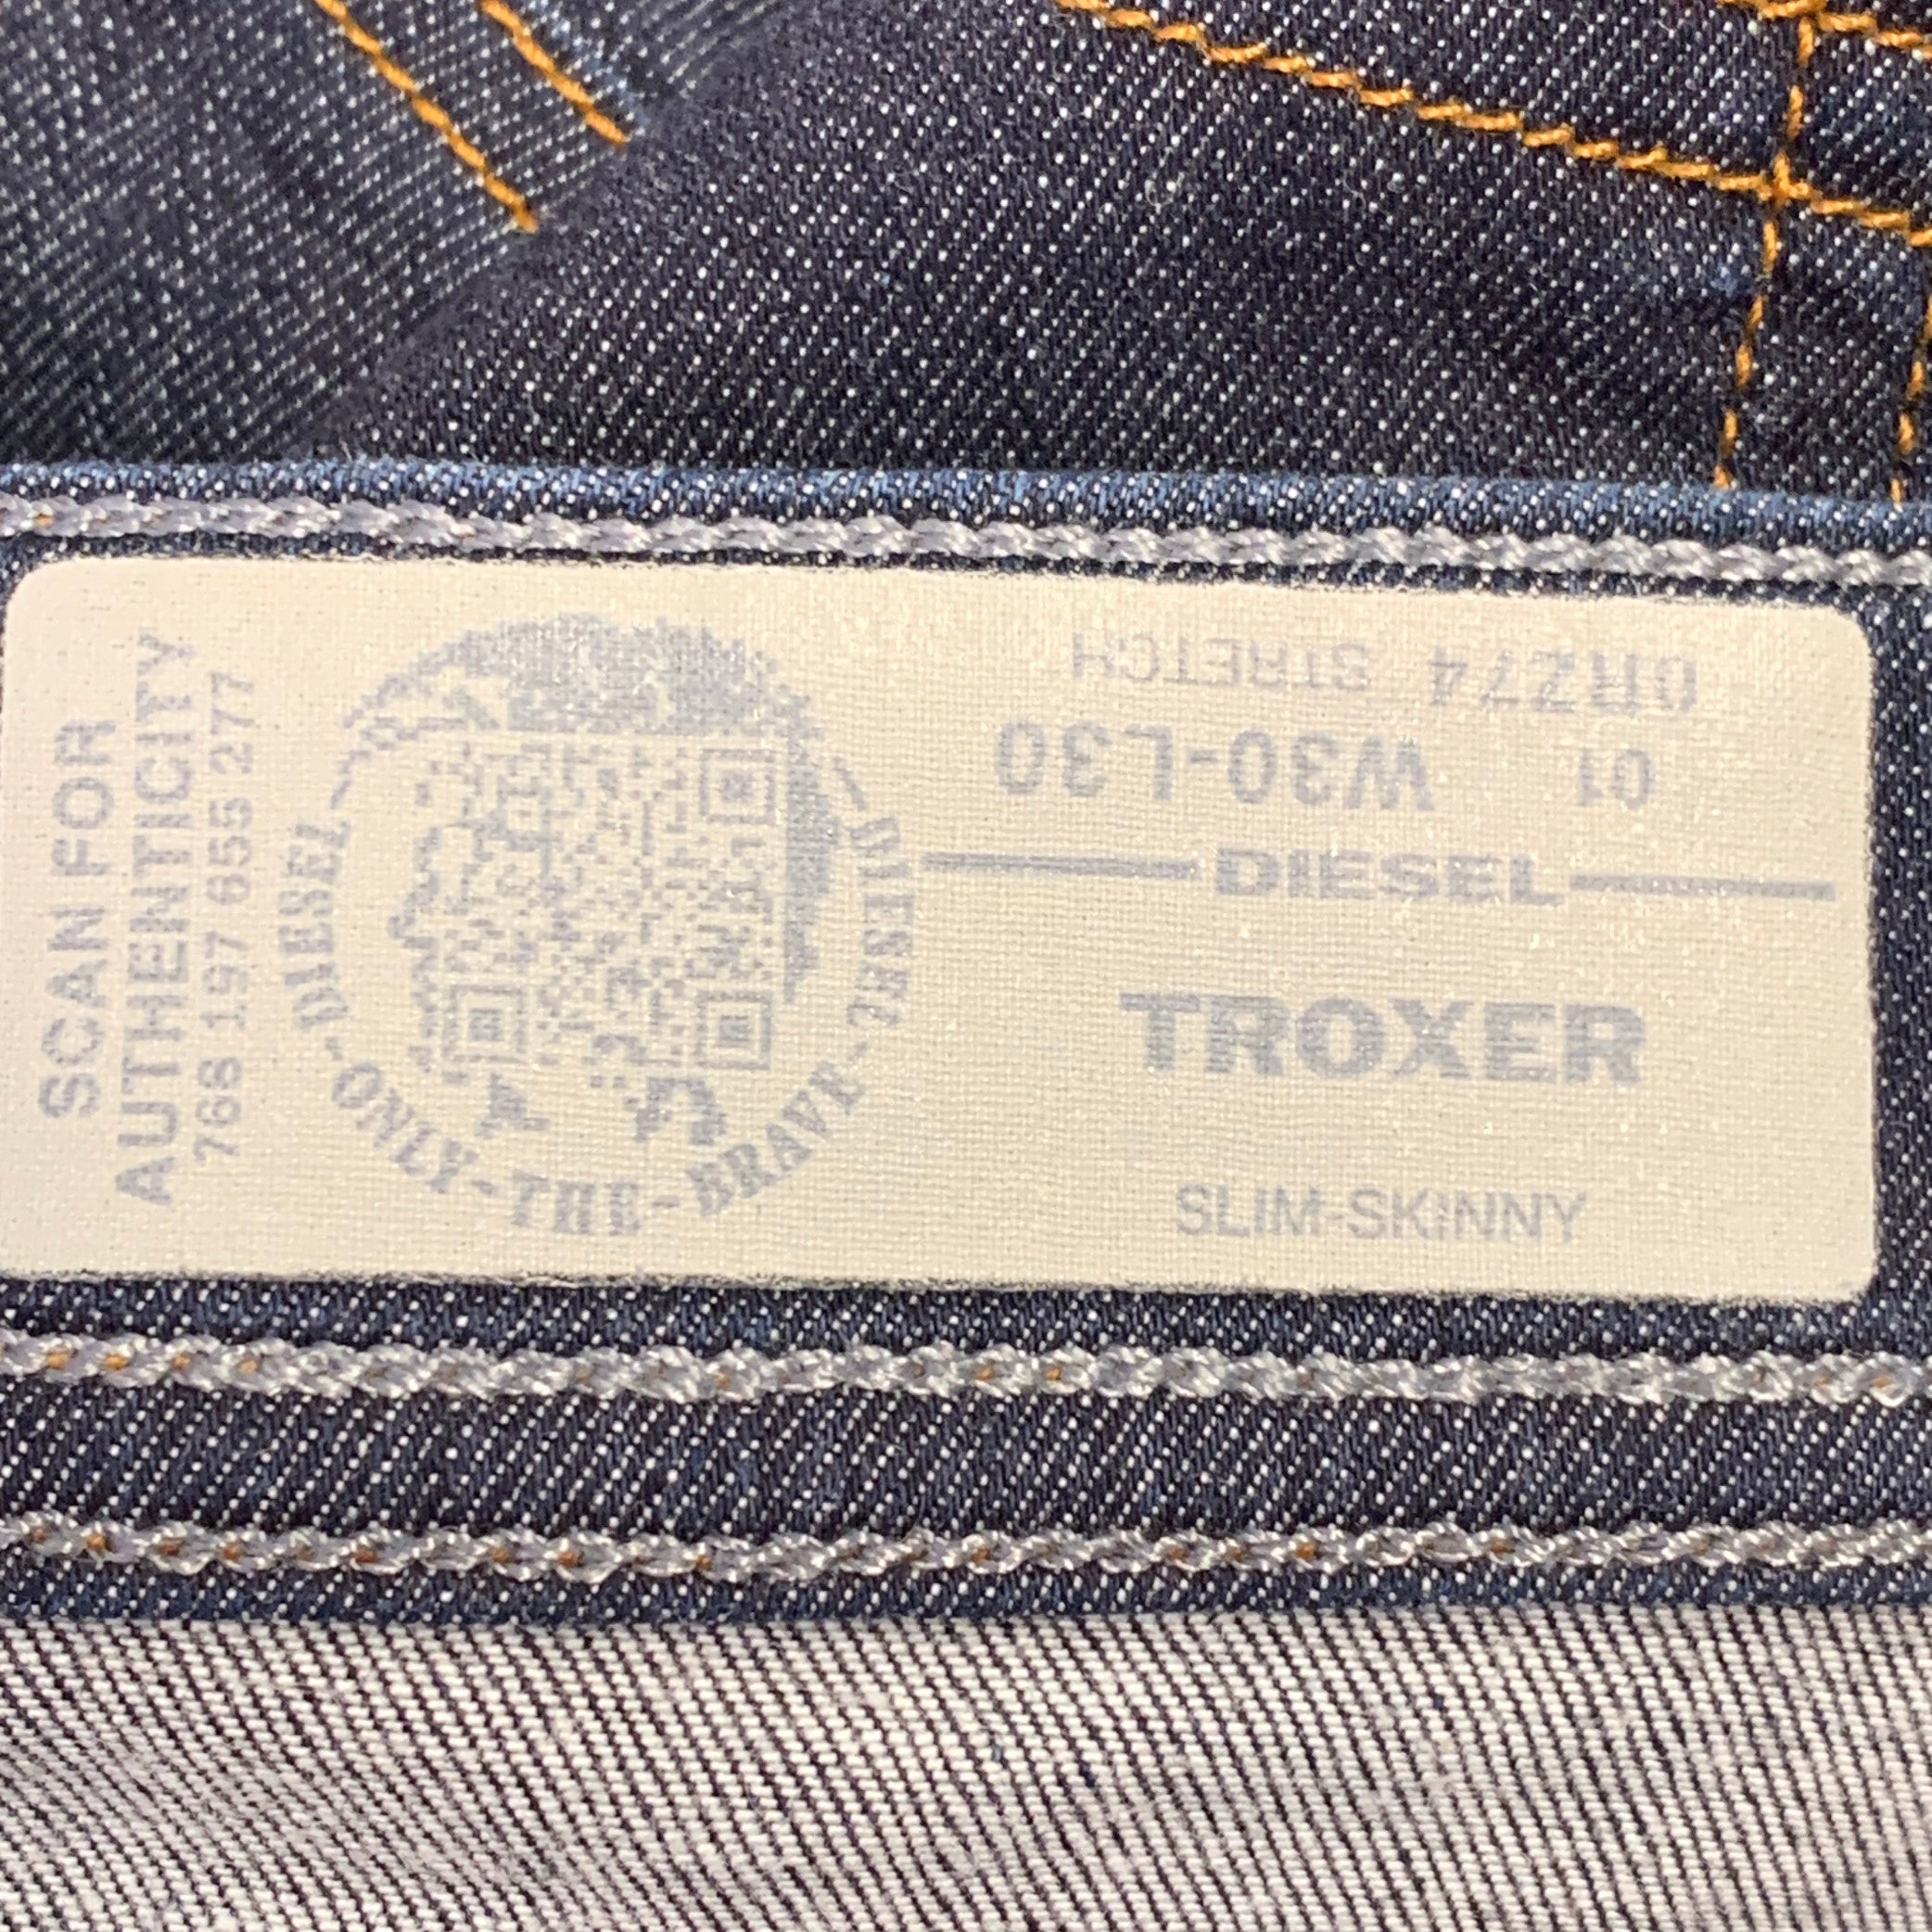 SCAN FOR
AUTHENTICITY
768 197 655 277
DIESEL-ONLY-THE-BRAVE-DIESEL
0RZ74 STRETCH
01 W30-L30
DIESEL
TROXER
SLIM-SKINNY